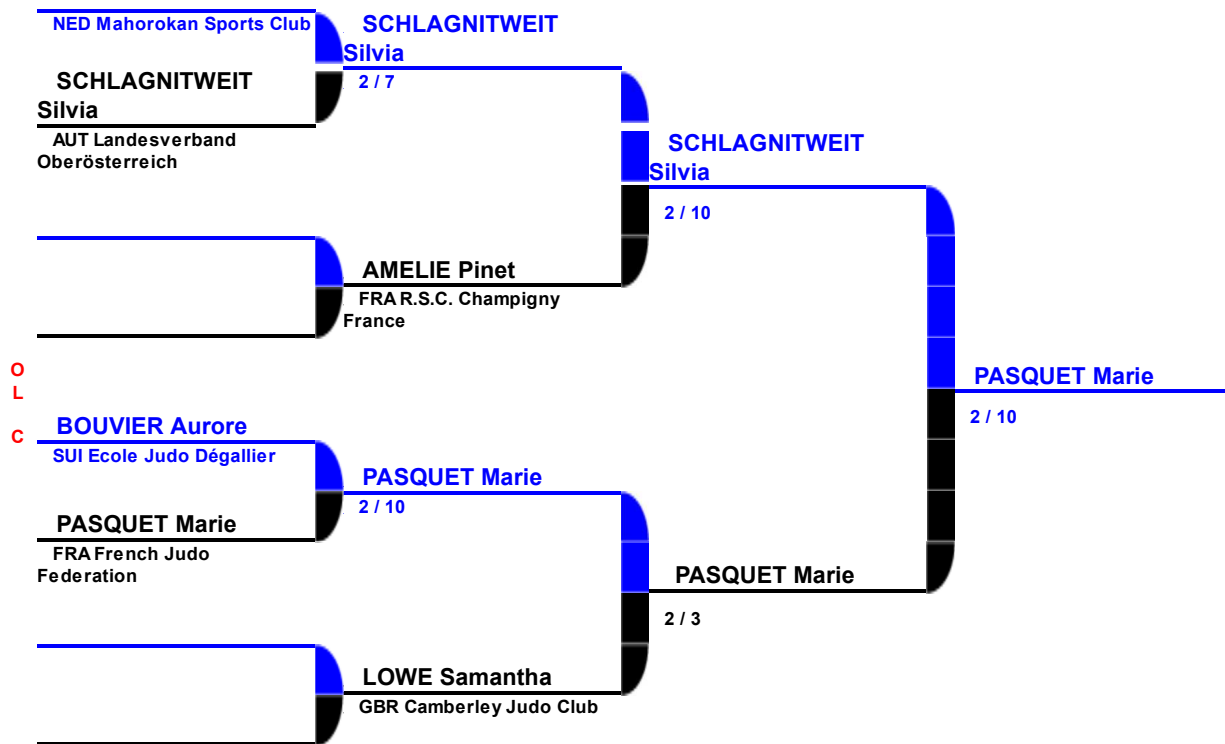 NED Mahorokan Sports Club
SCHLAGNITWEIT
Silvia
2 / 7
SCHLAGNITWEIT
Silvia
AUT Landesverband
Oberösterreich
SCHLAGNITWEIT
Silvia
2 / 10
AMELIE Pinet
FRA R.S.C. Champigny
France
O
L
C
PASQUET Marie
2 / 10
BOUVIER Aurore
SUI Ecole Judo Dégallier
PASQUET Marie
2 / 10
PASQUET Marie
FRA French Judo
Federation
PASQUET Marie
2 / 3
LOWE Samantha
GBR Camberley Judo Club